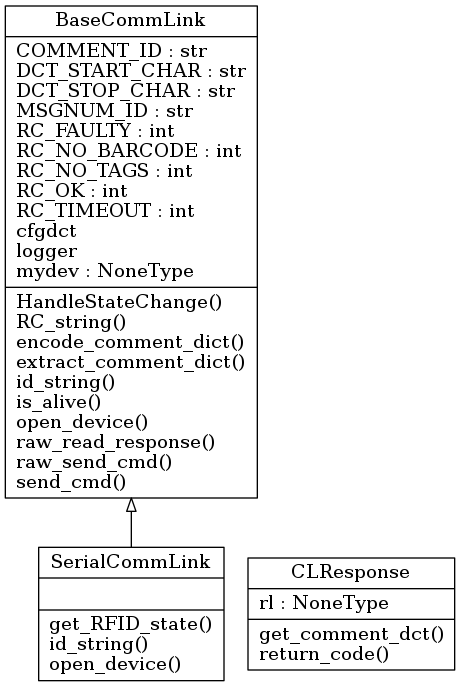 BaseCommLink
COMMENT_ID : str
DCT_START_CHAR : str
DCT_STOP_CHAR : str
MSGNUM_ID : str
RC_FAULTY : int
RC_NO_BARCODE : int
RC_NO_TAGS : int
RC_OK : int
RC_TIMEOUT : int
cfgdct
logger
mydev : NoneType
HandleStateChange()
RC_string()
encode_comment_dict()
extract_comment_dict()
id_string()
is_alive()
open_device()
raw_read_response()
raw_send_cmd()
send_cmd()
SerialCommLink
get_RFID_state()
id_string()
open_device()
CLResponse
rl : NoneType
get_comment_dct()
return_code()